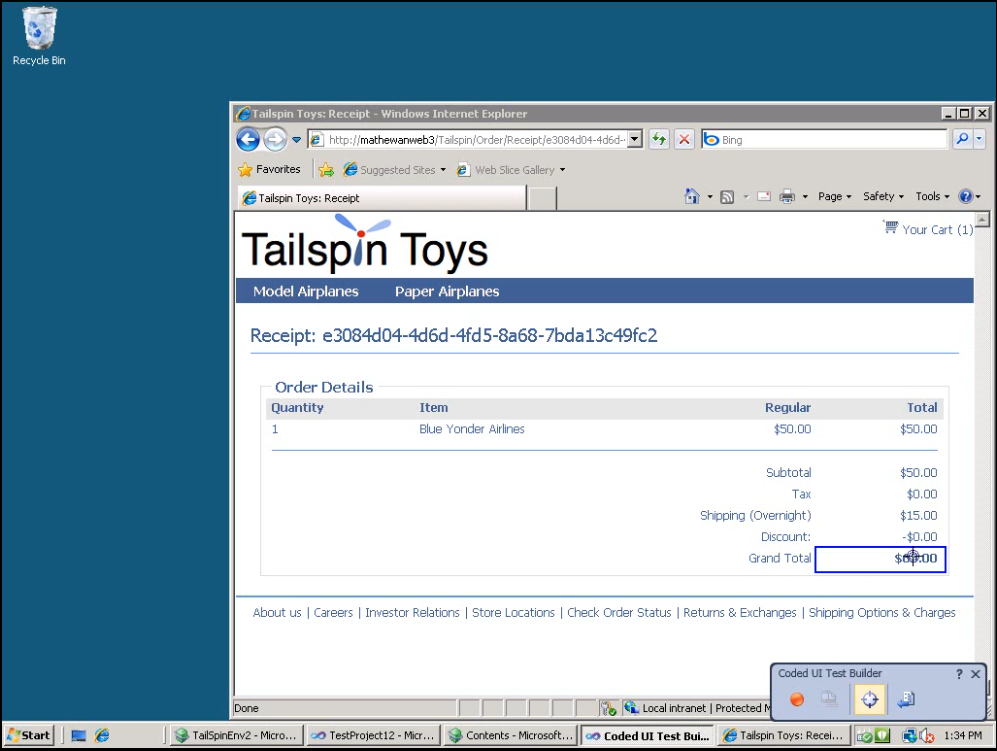 Recycle Bin
Tailspin Toys: Receipt - Windows Internet Explorer
http://mathewanweb3/Tailspin/Order/Receipt/e3084d04-4d6d- Bing
Favorites Suggested Sites Web Slice Gallery
Tailspin Toys: Receipt Page Safety Tools
Tailspin Toys
Your Cart (1)
Model Airplanes Paper Airplanes
Receipt: e3084d04-4d6d-4fd5-8a68-7bda13c49fc2
Order Details
Quantity Item Regular Total
1 Blue Yonder Airlines $50.00 $50.00
Subtotal $50.00
Tax $0.00
Shipping (Overnight) $15.00
Discount: -$0.00
Grand Total
About us | Careers | Investor Relations | Store Locations | Check Order Status | Returns & Exchanges | Shipping Options & Charges
Coded UI Test Builder ? X
Done Local intranet | Protected M
Start TailSpinEnv2 - Micro... TestProject12 - Micr... Contents - Microsoft... Coded UI Test Bui... Tailspin Toys: Recei... 1:34 PM